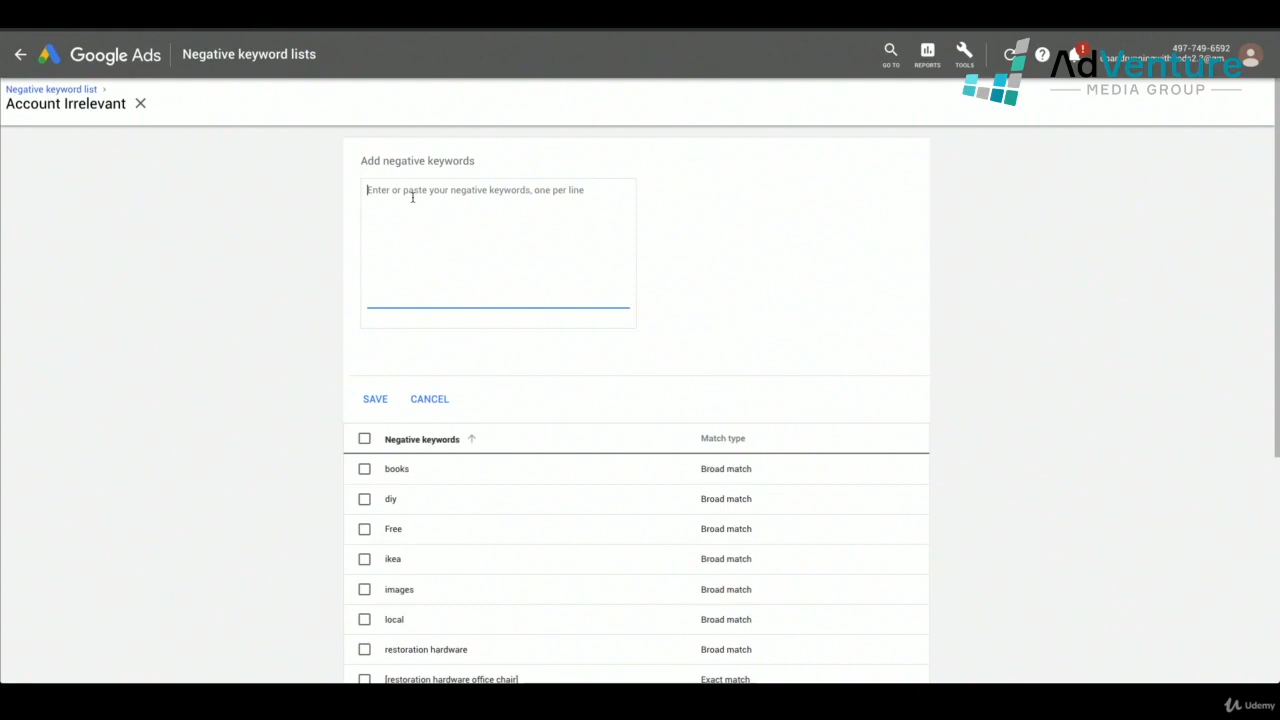 Google Ads Negative keyword lists
GO TO REPORTS TOOLS
497-749-6592
AdVenture
MEDIA GROUP
Negative keyword list ›
Account Irrelevant
Add negative keywords
Enter or paste your negative keywords, one per line
SAVE CANCEL
Negative keywords Match type
books Broad match
diy Broad match
Free Broad match
ikea Broad match
images Broad match
local Broad match
restoration hardware Broad match
[restoration hardware office chair] Exact match
Udemy